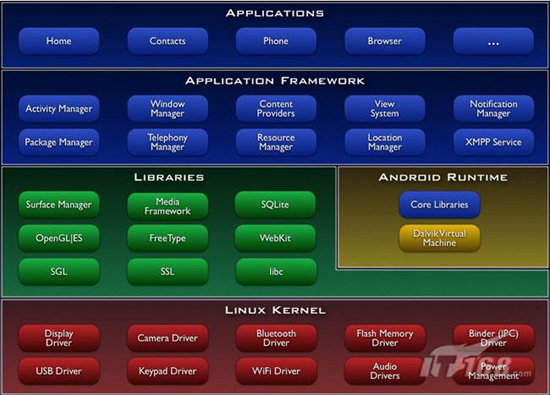 APPLICATIONS
Home
Contacts
Phone
Browser
...
APPLICATION FRAMEWORK
Activity Manager
Window
Manager
Content
Providers
View
System
Notification
Manager
Package Manager
Telephony
Manager
Resource
Manager
Location
Manager
XMPP Service
LIBRARIES
Surface Manager
Media
Framework
SQLite
OpenGL|ES
FreeType
WebKit
SGL
SSL
libc
ANDROID RUNTIME
Core Libraries
Dalvik Virtual
Machine
LINUX KERNEL
Display
Driver
Camera Driver
Bluetooth
Driver
Flash Memory
Driver
Binder (IPC)
Driver
USB Driver
Keypad Driver
WiFi Driver
Audio
Drivers
Power
Management
IT168.com